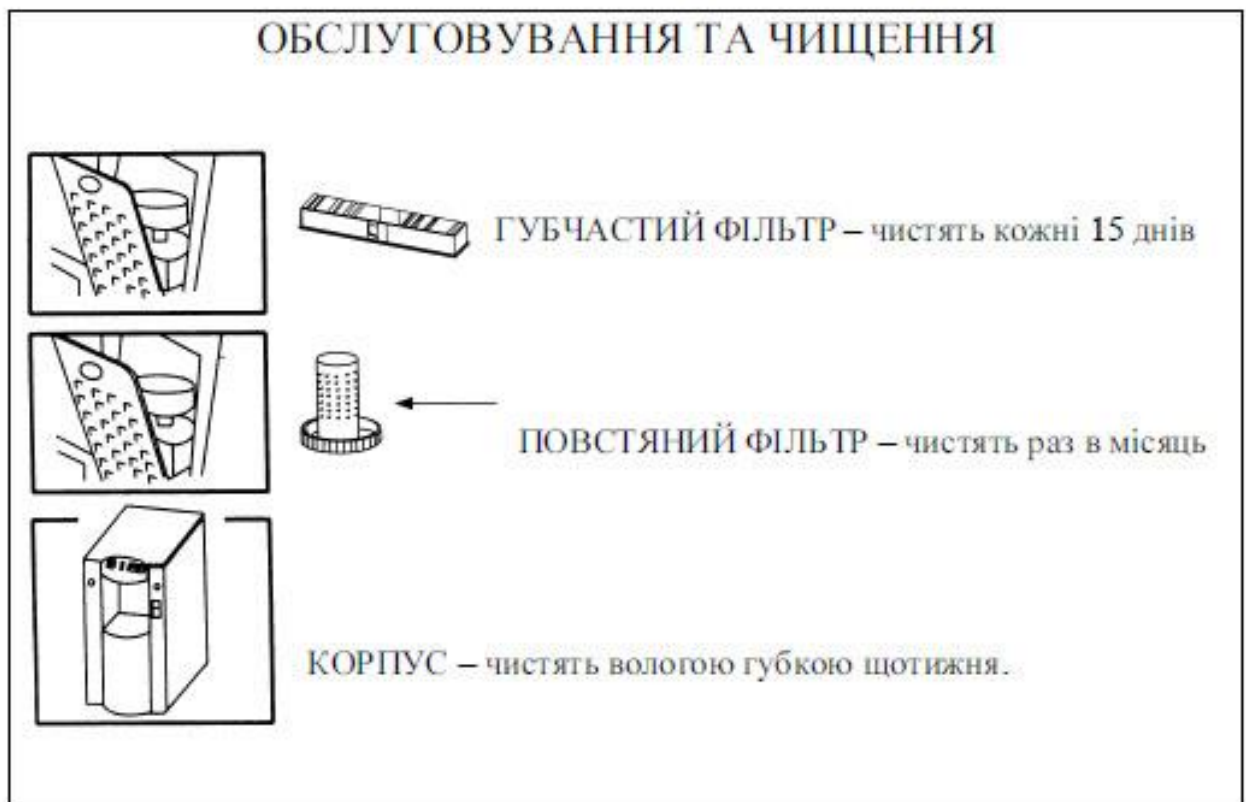 ОБСЛУГОВУВАННЯ ТА ЧИЩЕННЯ
ГУБЧАСТИЙ ФІЛЬТР – чистять кожні 15 днів
ПОВСТЯНИЙ ФІЛЬТР – чистять раз в місяць
КОРПУС – чистять вологою губкою щотижня.